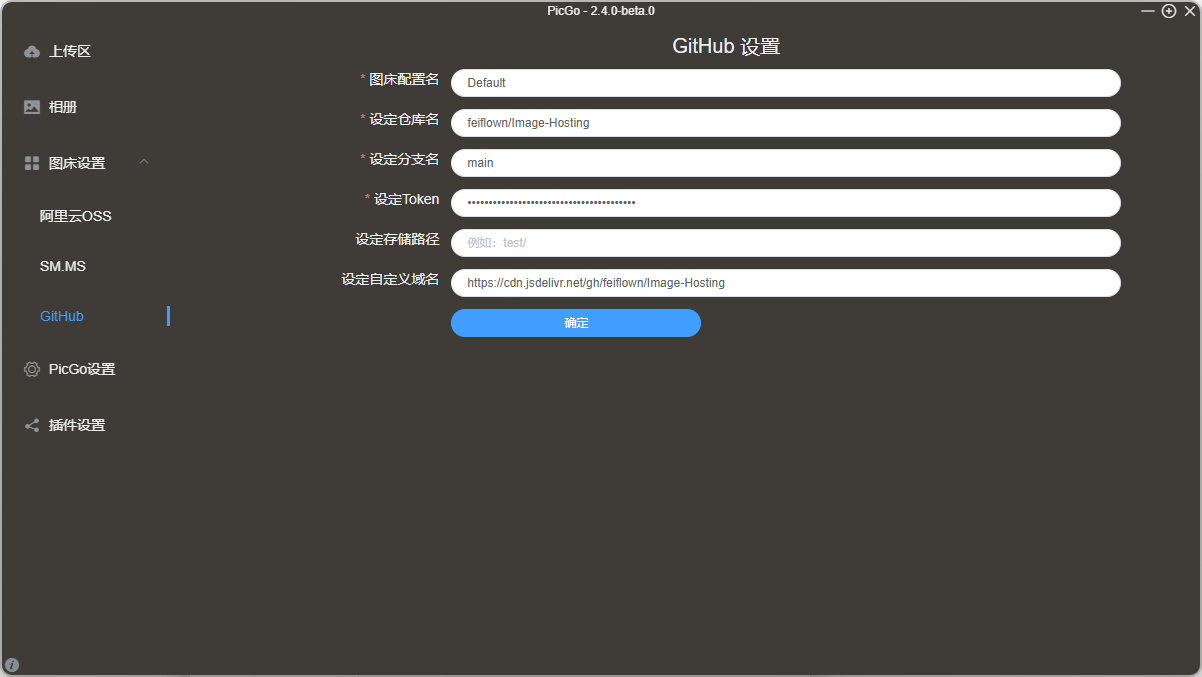 PicGo - 2.4.0-beta.0
上传区
相册
图床设置
阿里云OSS
SM.MS
GitHub
PicGo设置
插件设置
GitHub 设置
* 图床配置名
Default
* 设定仓库名
feiflown/Image-Hosting
* 设定分支名
main
* 设定Token
••••••••••••••••••••••••••••••••••••••••
设定存储路径
例如：test/
设定自定义域名
https://cdn.jsdelivr.net/gh/feiflown/Image-Hosting
确定